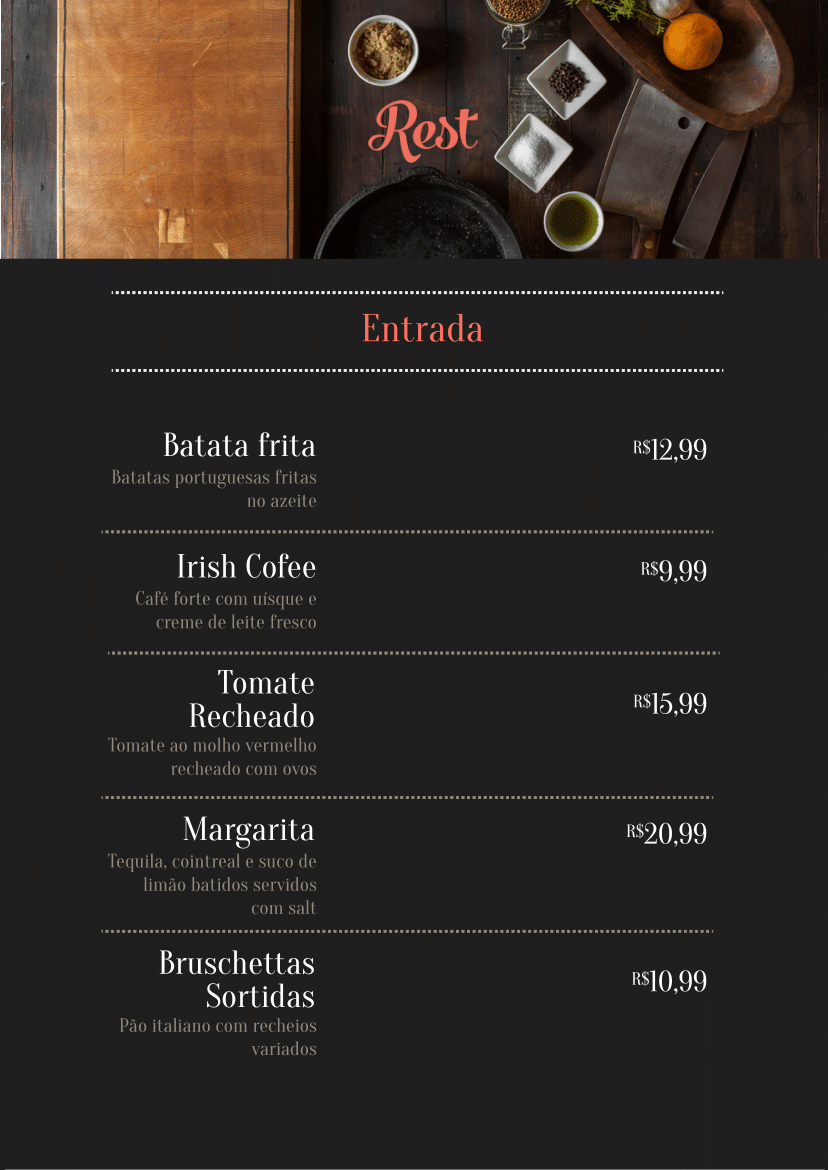 Rest
Entrada
Batata frita
R$12,99
Batatas portuguesas fritas
no azeite
Irish Cofee
R$9,99
Café forte com uísque e
creme de leite fresco
Tomate
Recheado
R$15,99
Tomate ao molho vermelho
recheado com ovos
Margarita
R$20,99
Tequila, cointreal e suco de
limão batidos servidos
com salt
Bruschettas
Sortidas
R$10,99
Pão italiano com recheios
variados